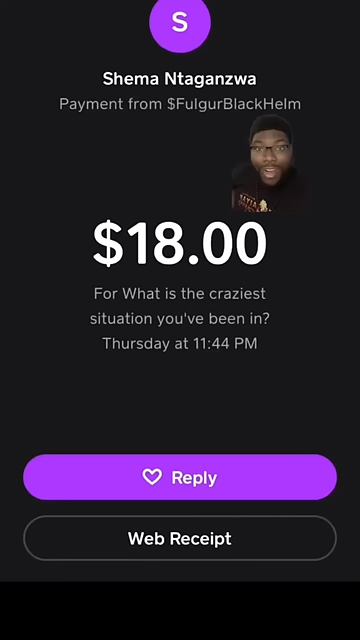 S
Shema Ntaganzwa
Payment from $FulgurBlackHelm
$18.00
For What is the craziest
situation you've been in?
Thursday at 11:44 PM
Reply
Web Receipt